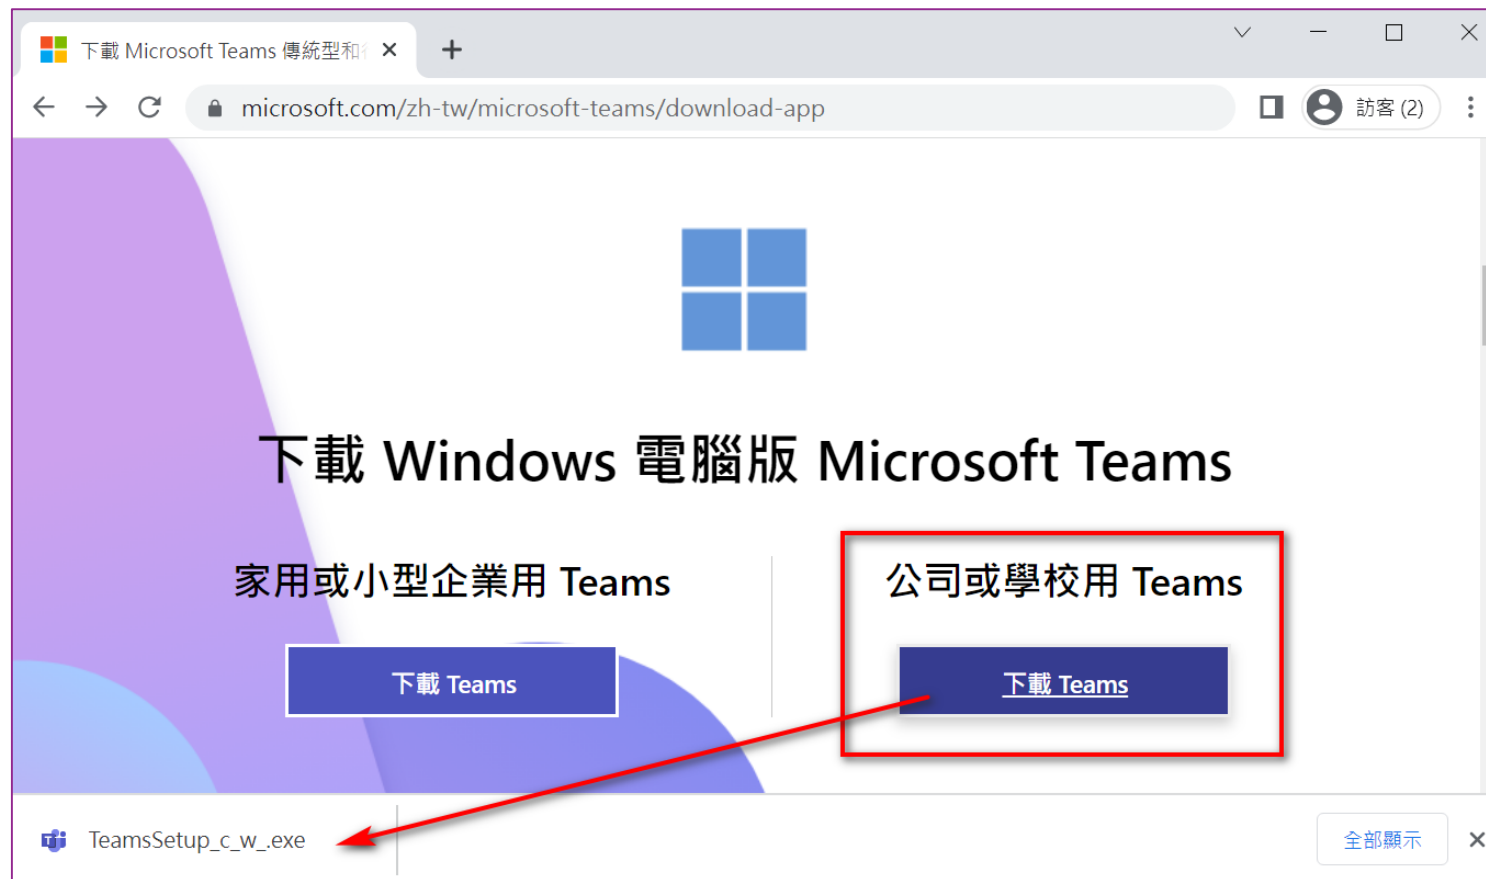 下載 Microsoft Teams 傳統型和
microsoft.com/zh-tw/microsoft-teams/download-app
訪客 (2)
下載 Windows 電腦版 Microsoft Teams
家用或小型企業用 Teams
公司或學校用 Teams
下載 Teams
下載 Teams
TeamsSetup_c_w_.exe
全部顯示